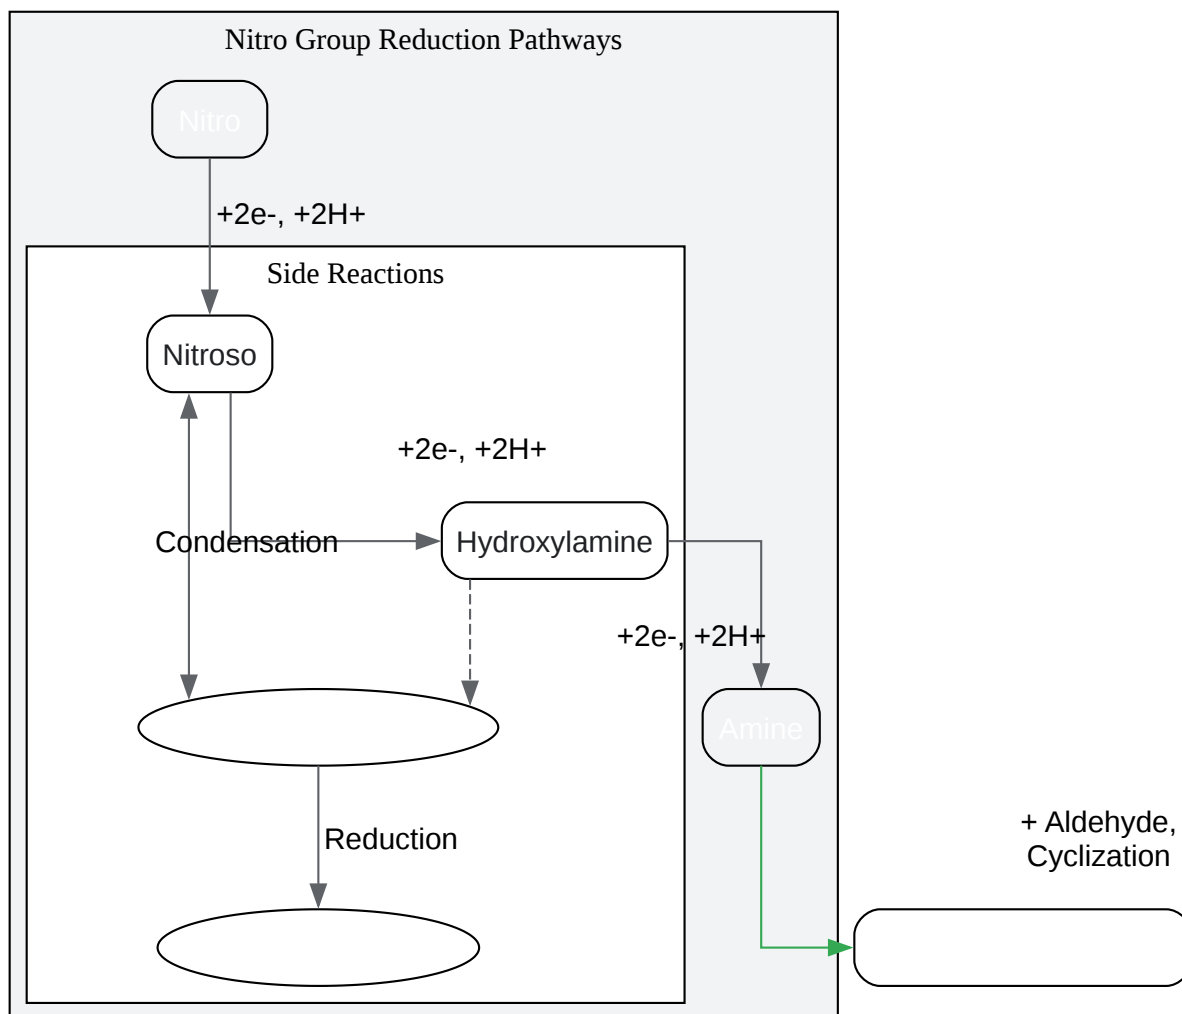 Nitro Group Reduction Pathways
Nitro
+2e-, +2H+
Side Reactions
Nitroso
+2e-, +2H+
Condensation
Hydroxylamine
+2e-, +2H+
Amine
+ Aldehyde,
Cyclization
Reduction